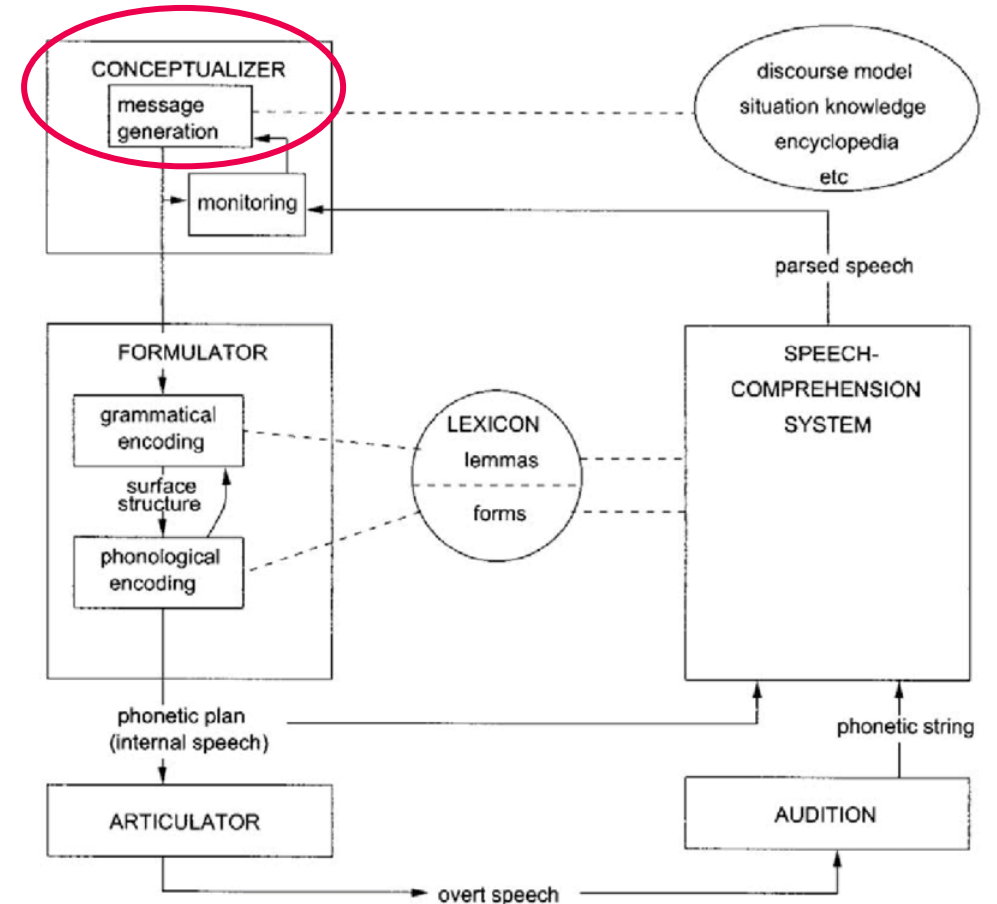 CONCEPTUALIZER
message
generation
monitoring
discourse model
situation knowledge
encyclopedia
etc
parsed speech
FORMULATOR
grammatical
encoding
surface
structure
phonological
encoding
LEXICON
lemmas
forms
SPEECH-
COMPREHENSION
SYSTEM
phonetic plan
(internal speech)
phonetic string
ARTICULATOR
AUDITION
overt speech